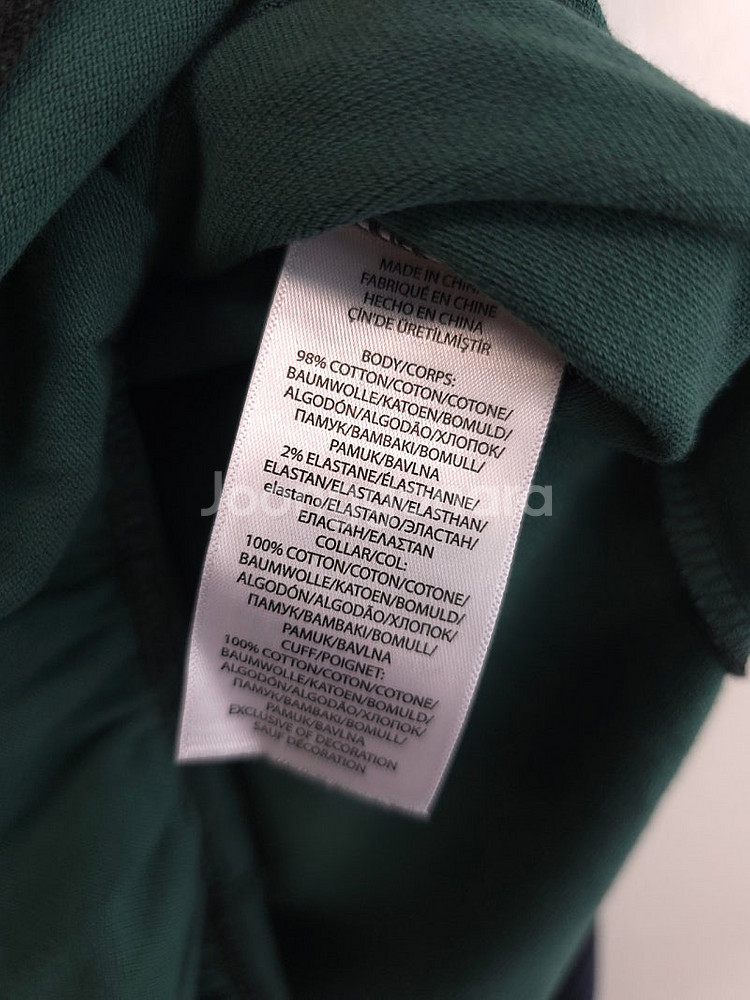 MADE IN CHINA
FABRIQUÉ EN CHINE
HECHO EN CHINA
ÇİN'DE ÜRETİLMİŞTİR
BODY/CORPS:
98% COTTON/COTON/COTONE/
BAUMWOLLE/KATOEN/BOMULD/
ALGODÓN/ALGODÃO/ХЛОПОК/
ПАМУК/ΒΑΜΒΑΚΙ/BOMULL/
PAMUK/BAVLNA
2% ELASTANE/ÉLASTHANNE/
ELASTAN/ELASTAAN/ELASTHAN/
elastano/ELASTANO/ЭЛАСТАН/
ЕЛАСТАН/ΕΛΑΣΤΑΝ
COLLAR/COL:
100% COTTON/COTON/COTONE/
BAUMWOLLE/KATOEN/BOMULD/
ALGODÓN/ALGODÃO/ХЛОПОК/
ПАМУК/ΒΑΜΒΑΚΙ/BOMULL/
PAMUK/BAVLNA
CUFF/POIGNET:
100% COTTON/COTON/COTONE/
BAUMWOLLE/KATOEN/BOMULD/
ALGODÓN/ALGODÃO/ХЛОПОК/
ПАМУК/ΒΑΜΒΑΚΙ/BOMULL/
PAMUK/BAVLNA
EXCLUSIVE OF DECORATION
SAUF DÉCORATION